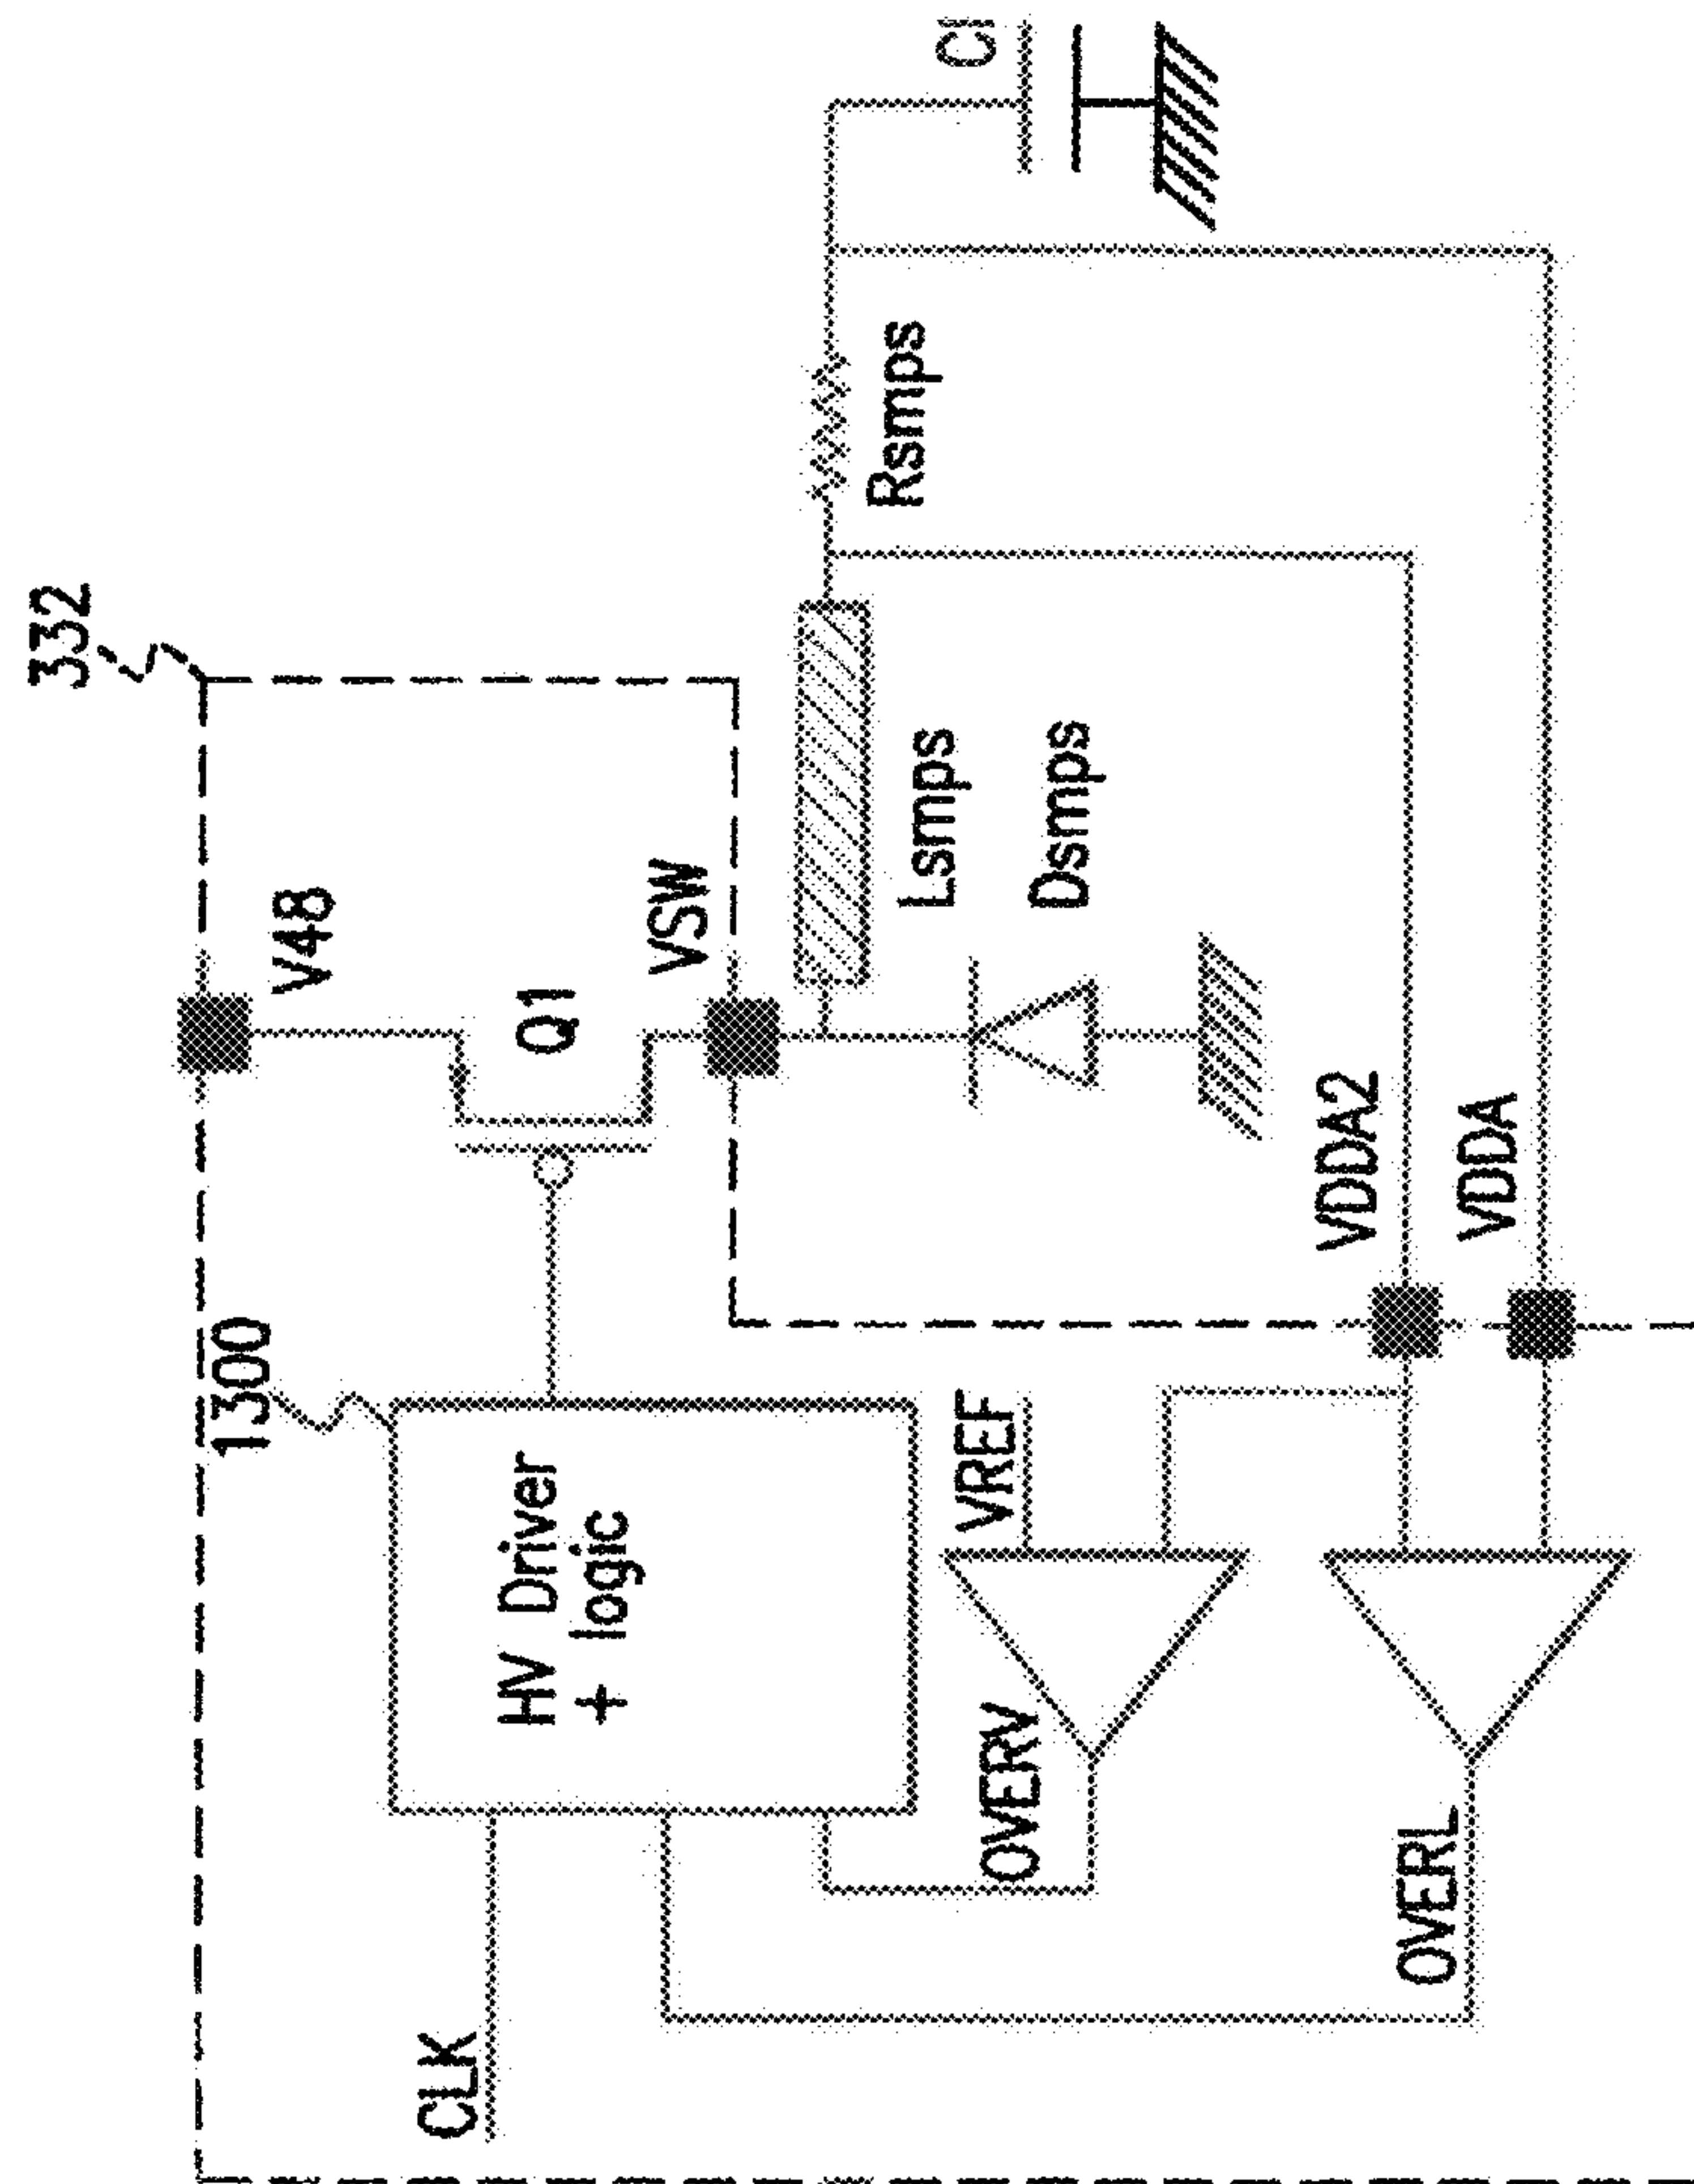 332
V48
Q1
VSW
1300
HV Driver
+ logic
CLK
Lsmps
Rsmps
Dsmps
VREF
OVERV
VDDA2
VDDA
OVERL